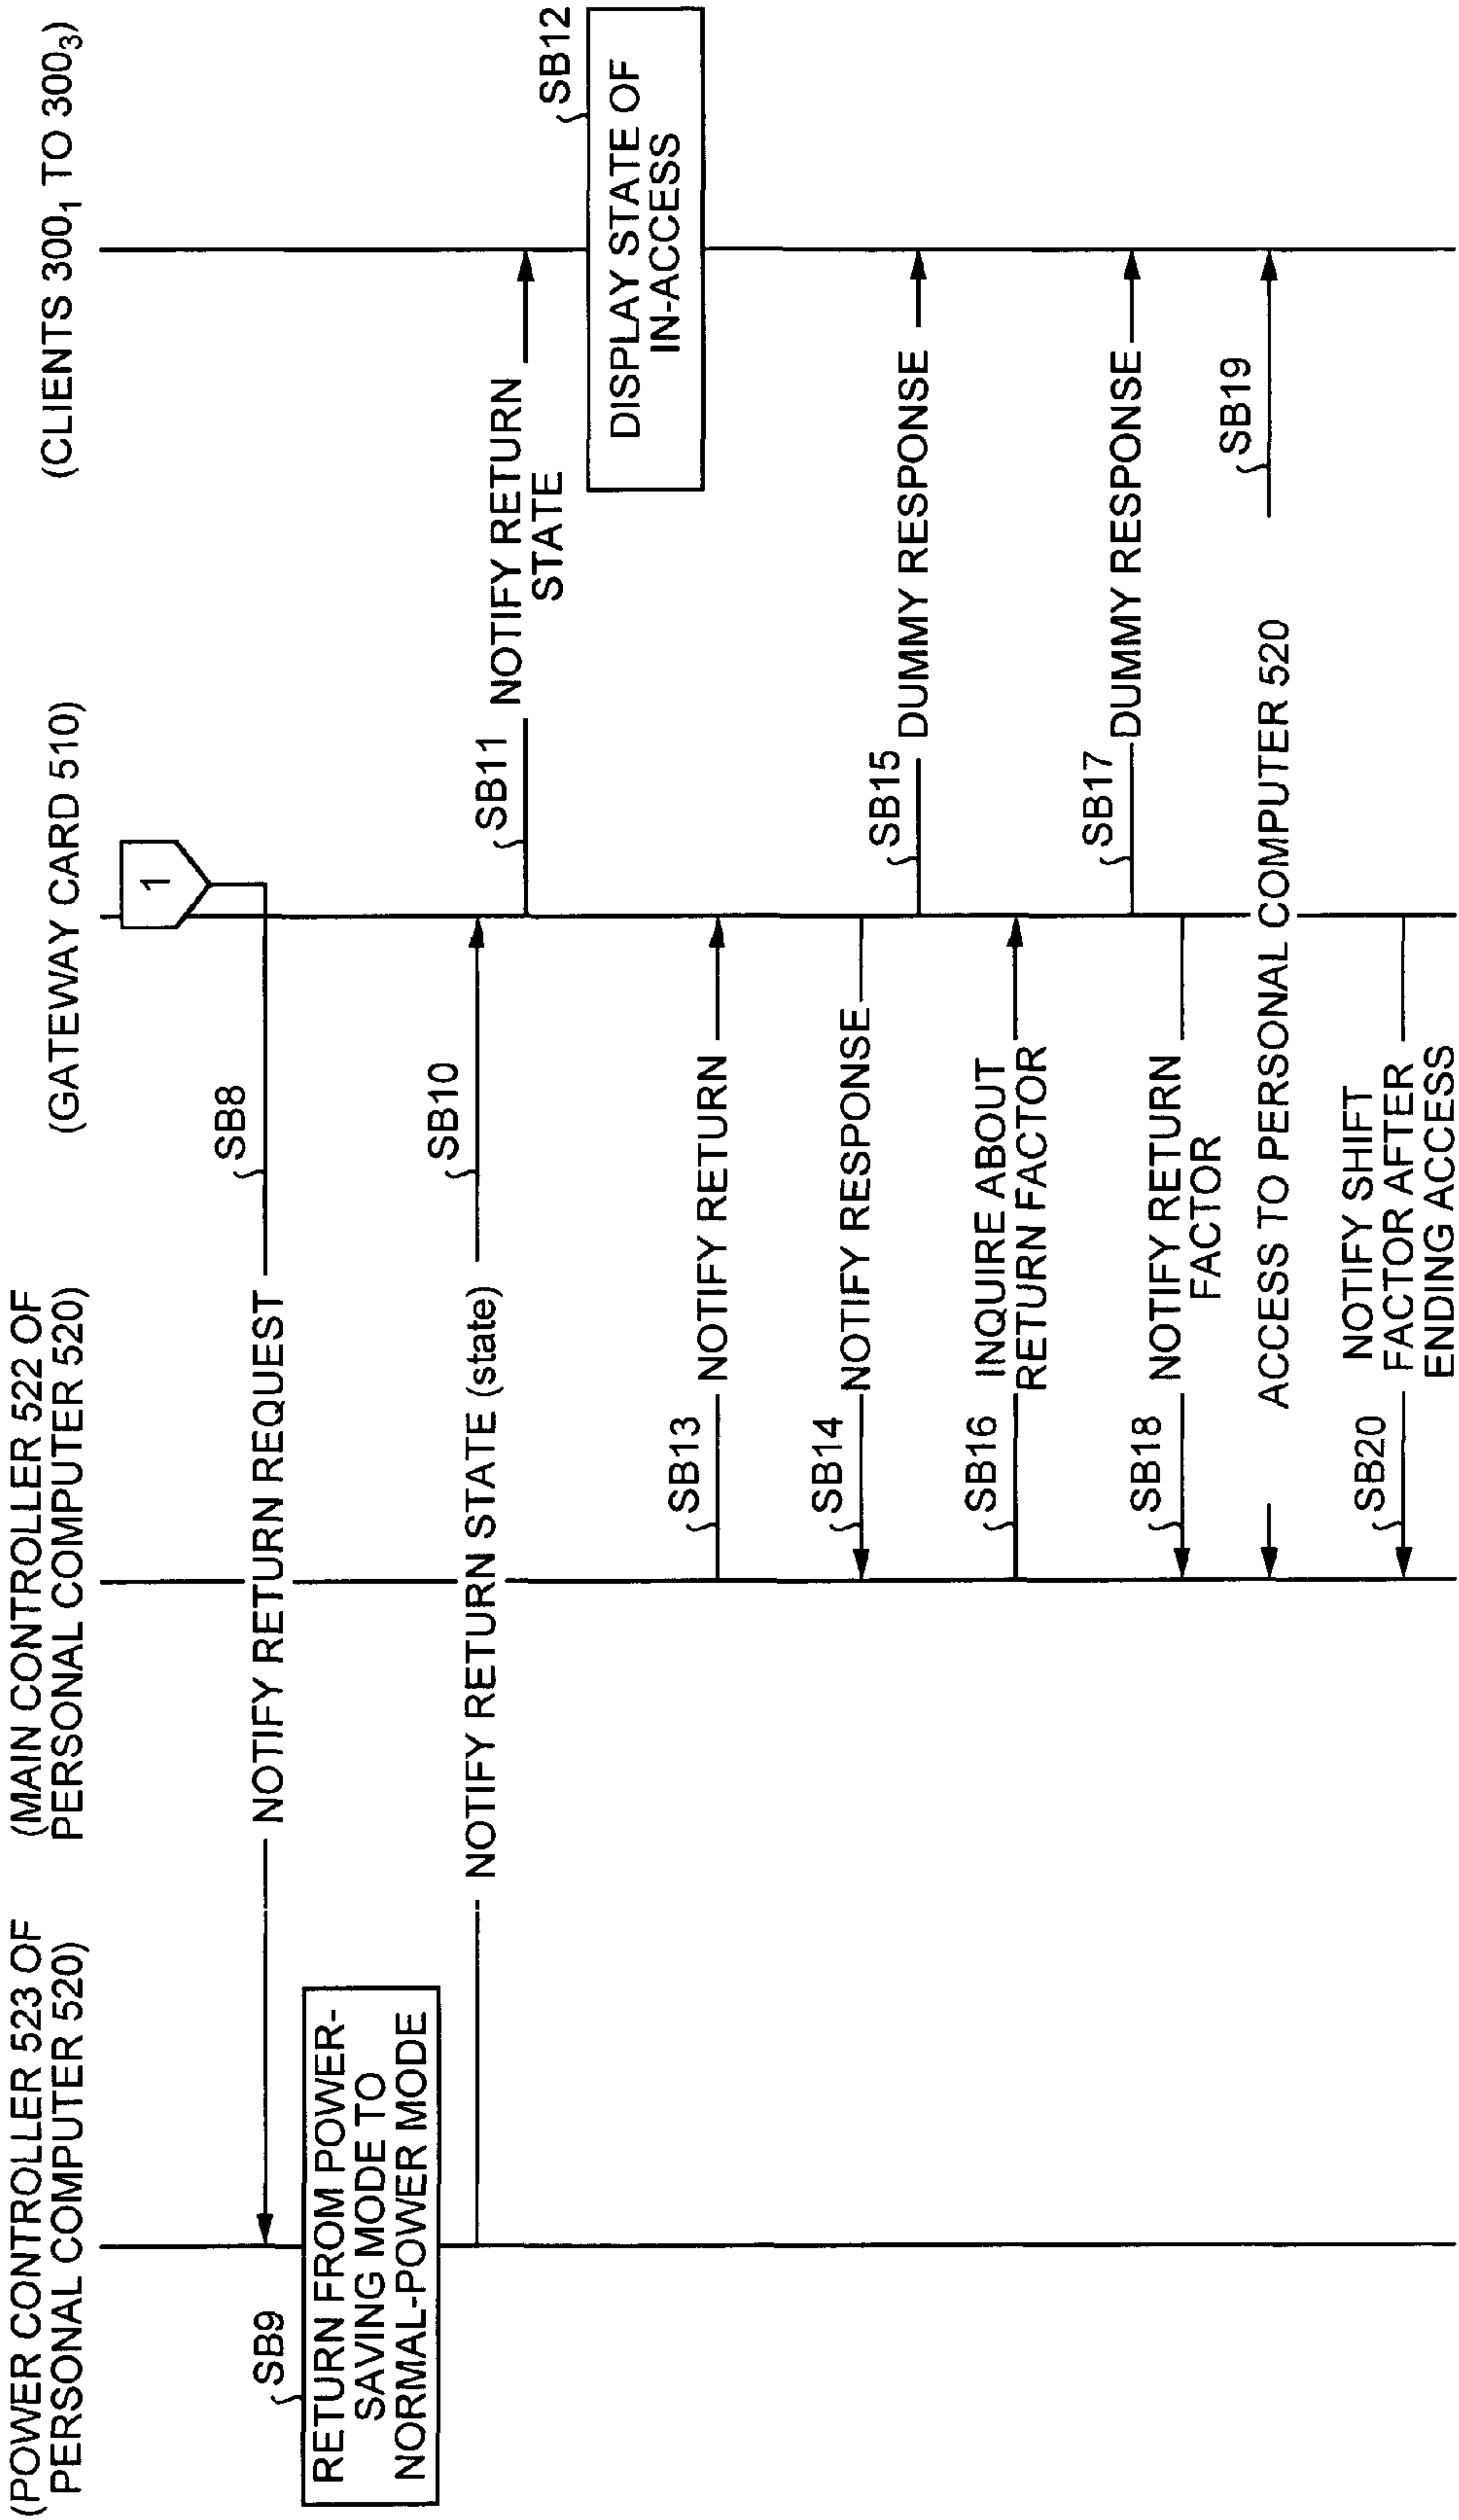 (POWER CONTROLLER 523 OF
PERSONAL COMPUTER 520)
(MAIN CONTROLLER 522 OF
PERSONAL COMPUTER 520)
(GATEWAY CARD 510)
(CLIENTS 300₁ TO 300₃)
1
SB8
NOTIFY RETURN REQUEST
SB9
RETURN FROM POWER-
SAVING MODE TO
NORMAL-POWER MODE
SB10
NOTIFY RETURN STATE (state)
SB11
NOTIFY RETURN
STATE
SB12
DISPLAY STATE OF
IN-ACCESS
SB13
NOTIFY RETURN
SB14
NOTIFY RESPONSE
SB15
DUMMY RESPONSE
SB16
INQUIRE ABOUT
RETURN FACTOR
SB17
DUMMY RESPONSE
SB18
NOTIFY RETURN
FACTOR
SB19
ACCESS TO PERSONAL COMPUTER 520
SB20
NOTIFY SHIFT
FACTOR AFTER
ENDING ACCESS